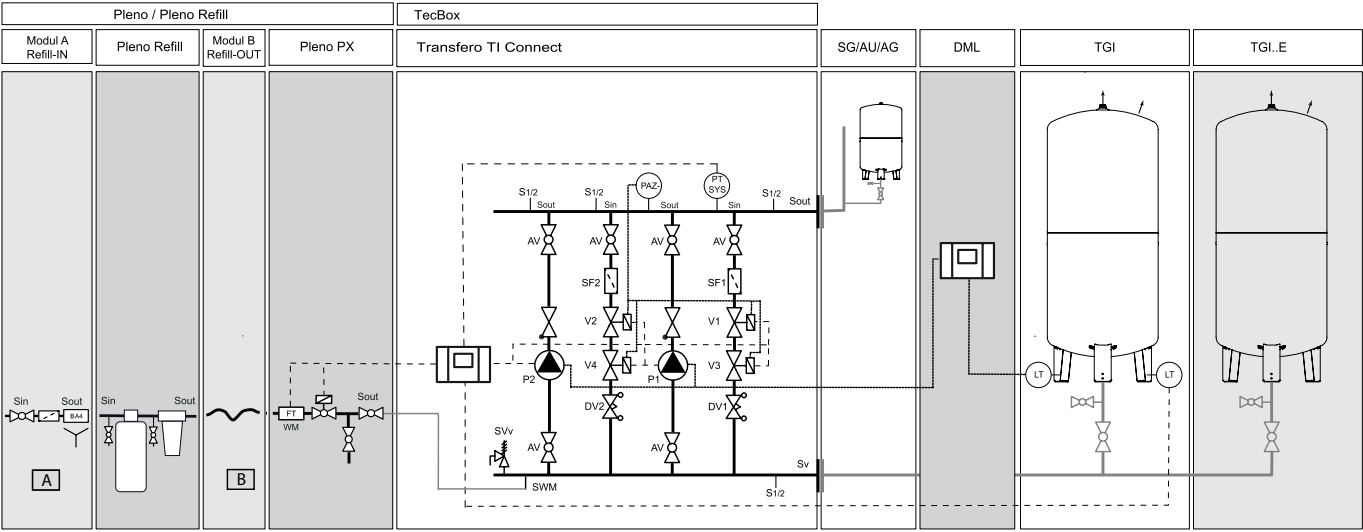 Pleno / Pleno Refill
TecBox
Modul A
Refill-IN
Pleno Refill
Modul B
Refill-OUT
Pleno PX
Transfero TI Connect
SG/AU/AG
DML
TGI
TGI..E
S1/2
S1/2
PAZ-
PT
SYS
S1/2
Sout
Sout
Sin
Sout
Sin
AV
AV
AV
AV
SF2
SF1
V2
V1
P2
V4
P1
V3
LT
LT
DV2
DV1
Sin
BA4
Sin
Sout
FT
WM
Sout
SVv
AV
AV
Sv
A
B
SWM
S1/2